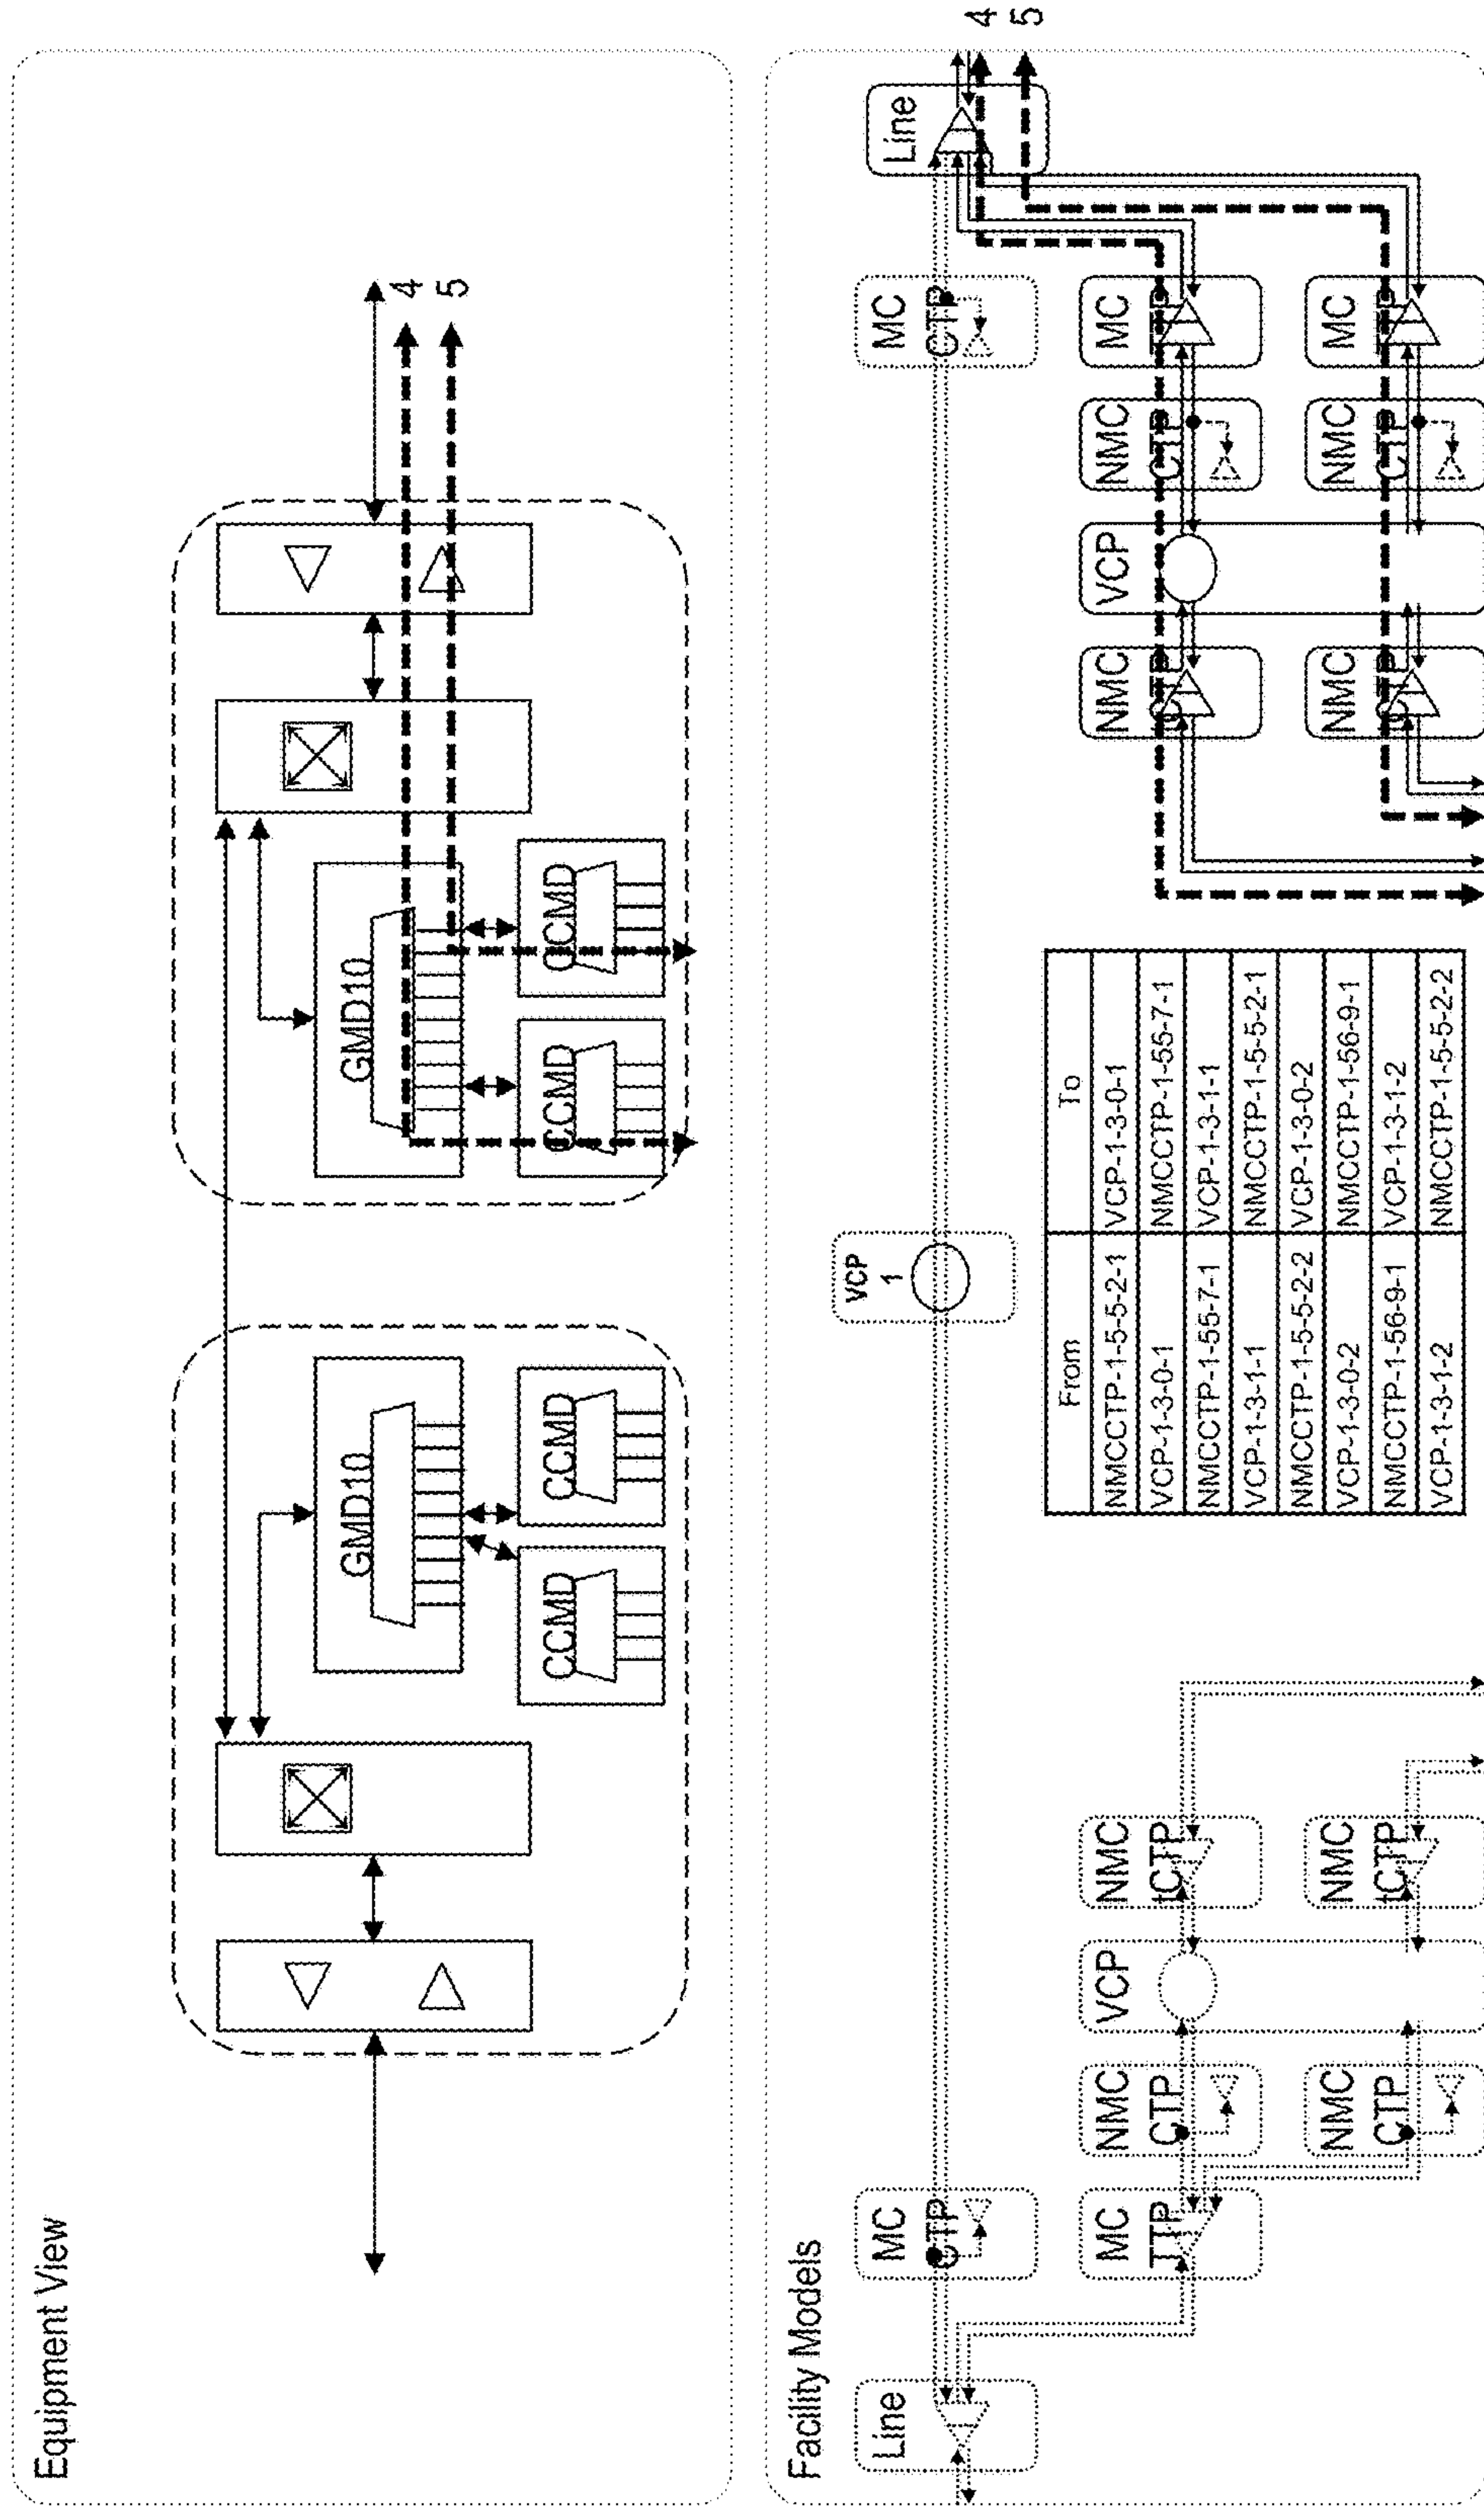 Equipment View
4
5
GMD10
GMD10
CCMD
CCMD
CCMD
CCMD
Facility Models
VCP
1
Line
MC
CTP
MC
CTP
Line
4
5
MC
TTP
NMC
CTP
VCP
NMC
tCTP
NMC
VCP
NMC
CTP
MC
NMC
CTP
NMC
tCTP
NMC
NMC
CTP
MC
From To
NMCCTP-1-5-5-2-1 VCP-1-3-0-1
VCP-1-3-0-1 NMCCTP-1-55-7-1
NMCCTP-1-55-7-1 VCP-1-3-1-1
VCP-1-3-1-1 NMCCTP-1-5-5-2-1
NMCCTP-1-5-5-2-2 VCP-1-3-0-2
VCP-1-3-0-2 NMCCTP-1-56-9-1
NMCCTP-1-56-9-1 VCP-1-3-1-2
VCP-1-3-1-2 NMCCTP-1-5-5-2-2